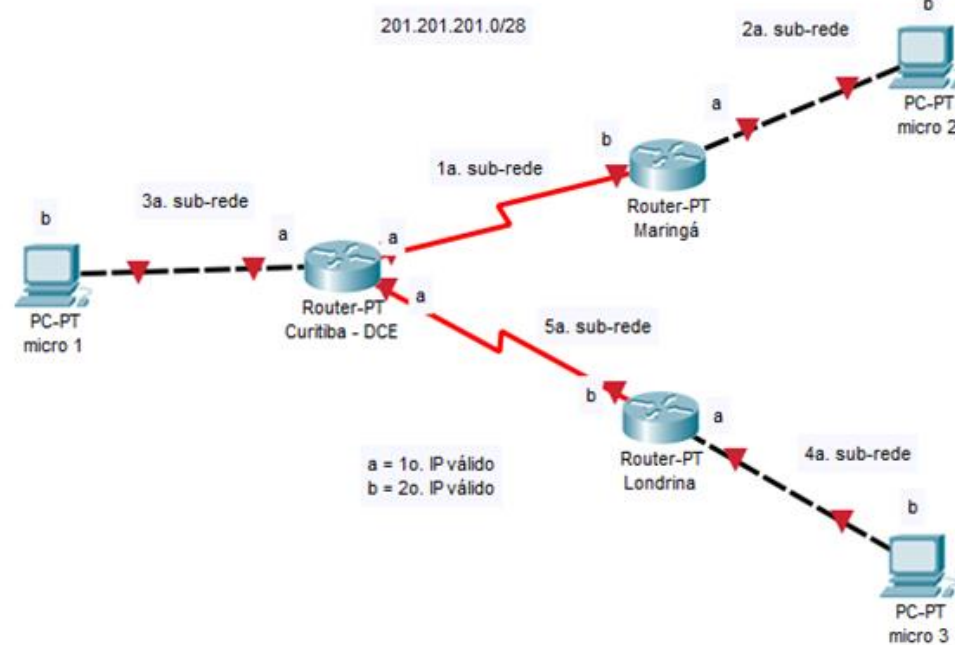 b
201.201.201.0/28
2a. sub-rede
PC-PT
micro 2
a
b
1a. sub-rede
Router-PT
Maringá
3a. sub-rede
b
a
a
PC-PT
micro 1
Router-PT
Curitiba - DCE
a
5a. sub-rede
b
a
Router-PT
Londrina
4a. sub-rede
a = 1o. IP válido
b = 2o. IP válido
b
PC-PT
micro 3